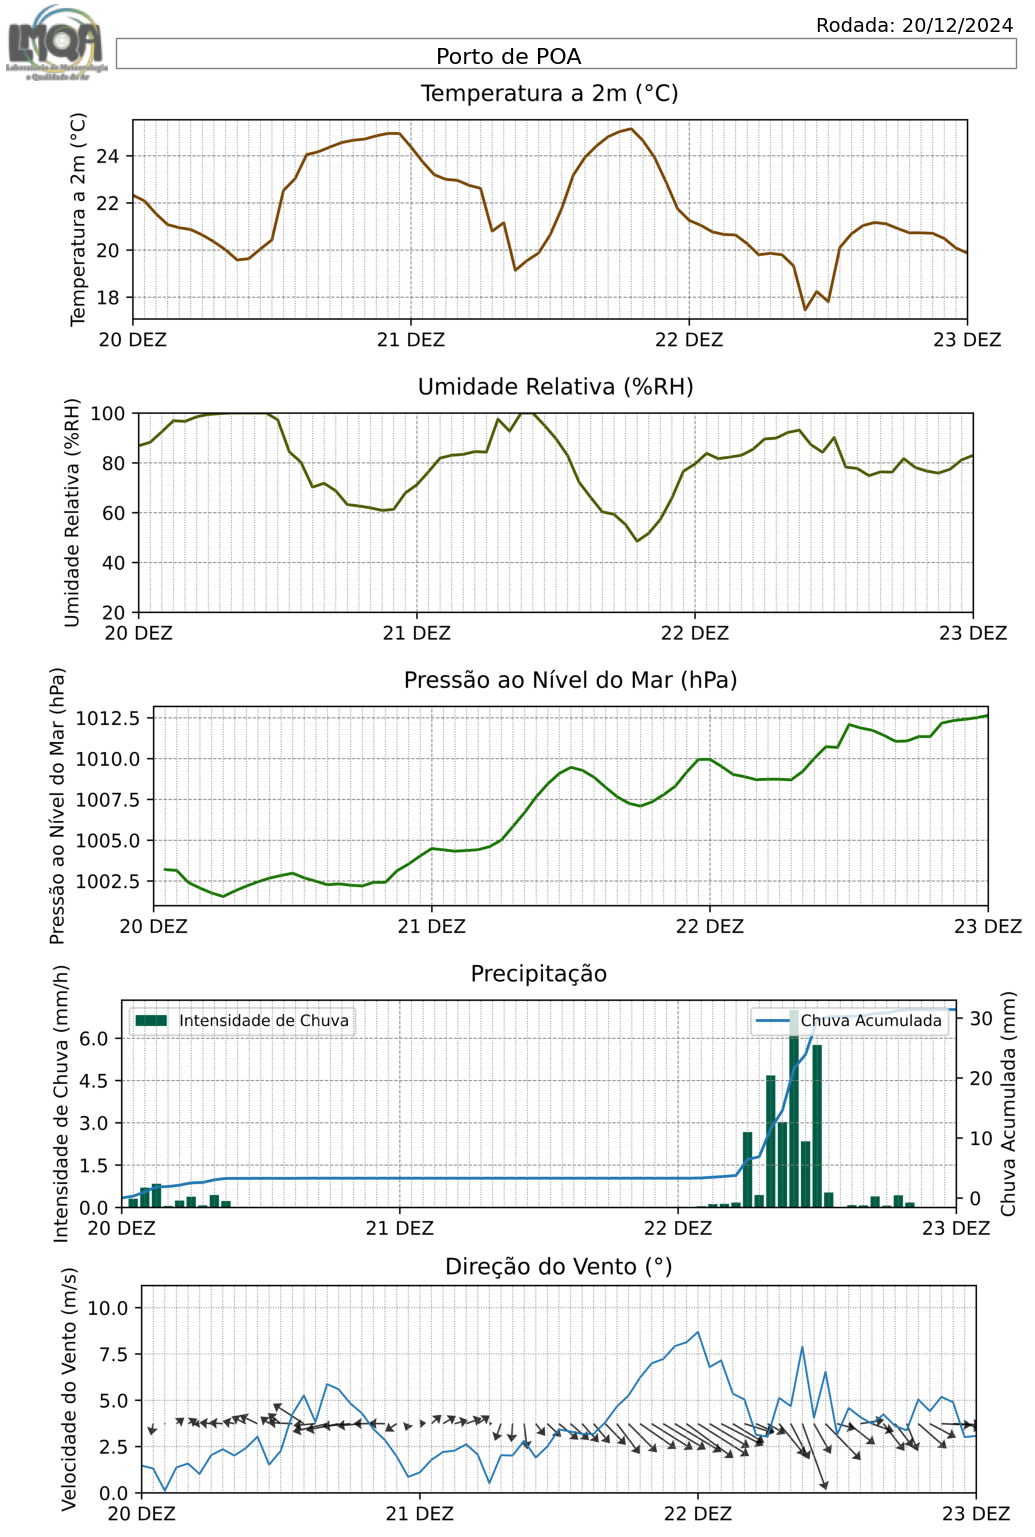 LMQA
Laboratório de Meteorologia
e Qualidade do Ar
Rodada: 20/12/2024
Porto de POA
Temperatura a 2m (°C)
Temperatura a 2m (°C)
24
22
20
18
20 DEZ 21 DEZ 22 DEZ 23 DEZ
Umidade Relativa (%RH)
Umidade Relativa (%RH)
100
80
60
40
20
20 DEZ 21 DEZ 22 DEZ 23 DEZ
Pressão ao Nível do Mar (hPa)
Pressão ao Nível do Mar (hPa)
1012.5
1010.0
1007.5
1005.0
1002.5
20 DEZ 21 DEZ 22 DEZ 23 DEZ
Precipitação
Intensidade de Chuva (mm/h)
Intensidade de Chuva
Chuva Acumulada
6.0
4.5
3.0
1.5
0.0
30
20
10
0
Chuva Acumulada (mm)
20 DEZ 21 DEZ 22 DEZ 23 DEZ
Direção do Vento (°)
Velocidade do Vento (m/s)
10.0
7.5
5.0
2.5
0.0
20 DEZ 21 DEZ 22 DEZ 23 DEZ